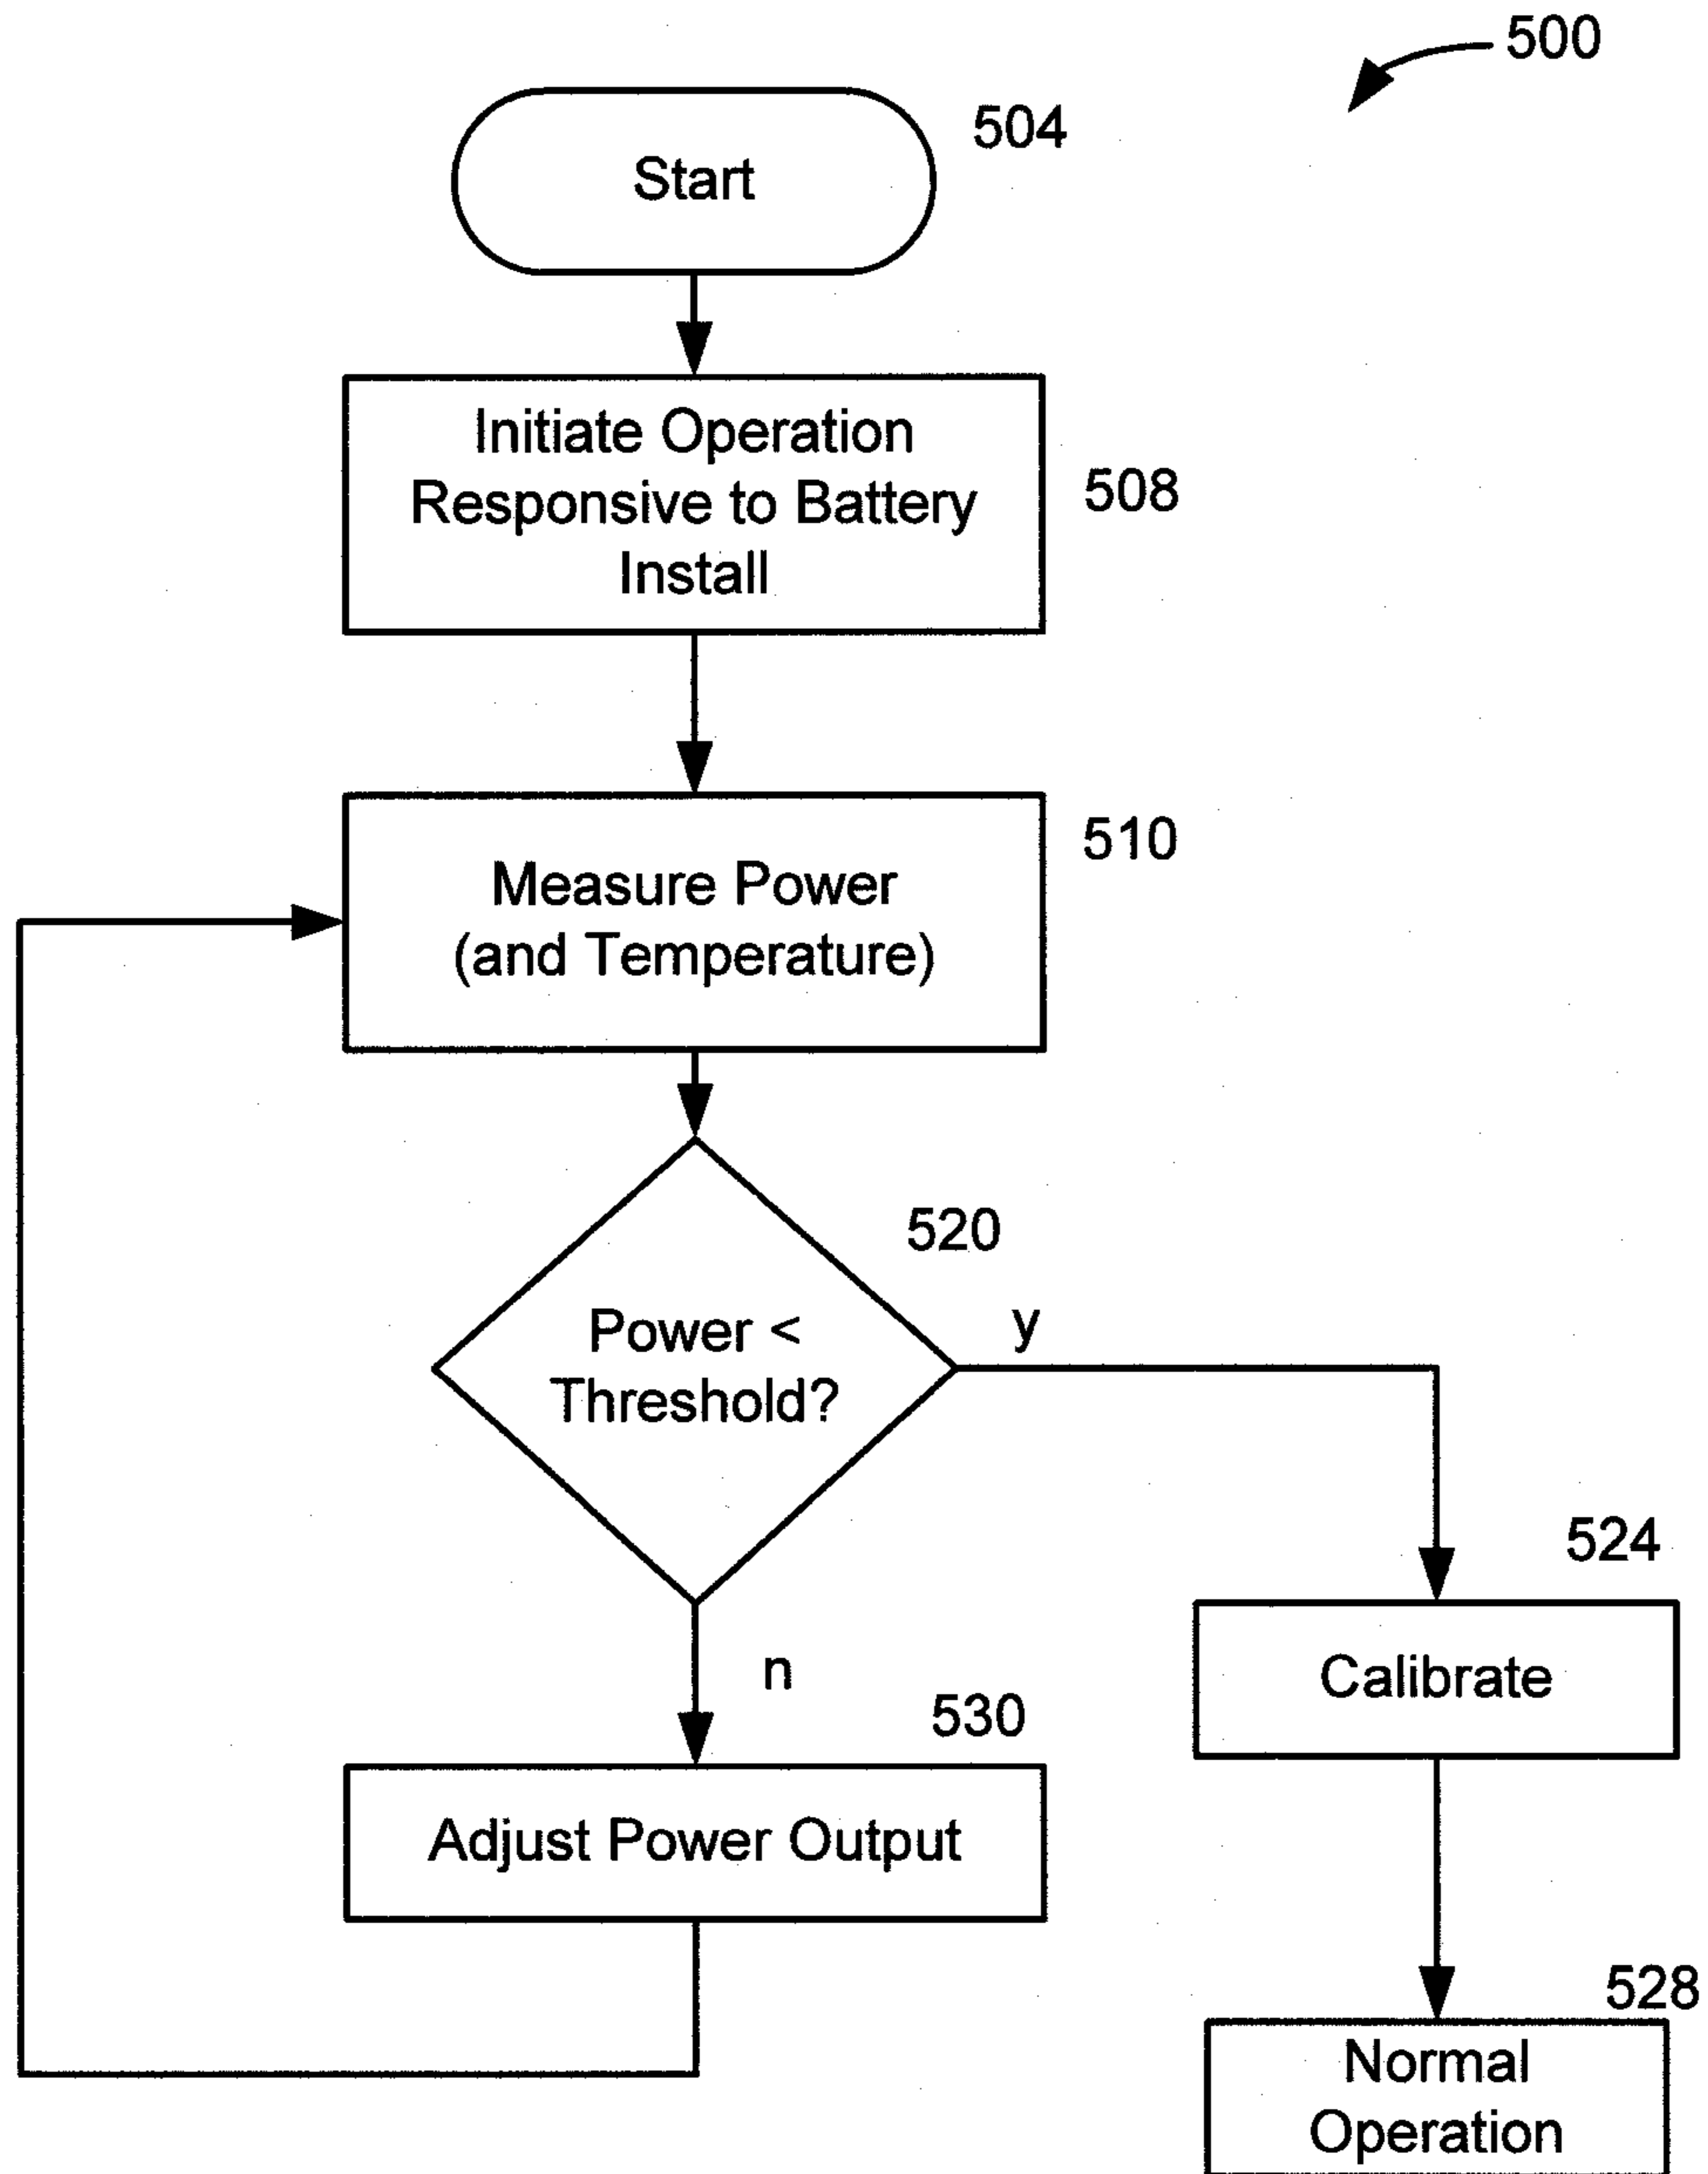 500
504
Start
Initiate Operation
Responsive to Battery
Install
508
510
Measure Power
(and Temperature)
520
Power <
Threshold?
y
n
524
Calibrate
530
Adjust Power Output
528
Normal
Operation